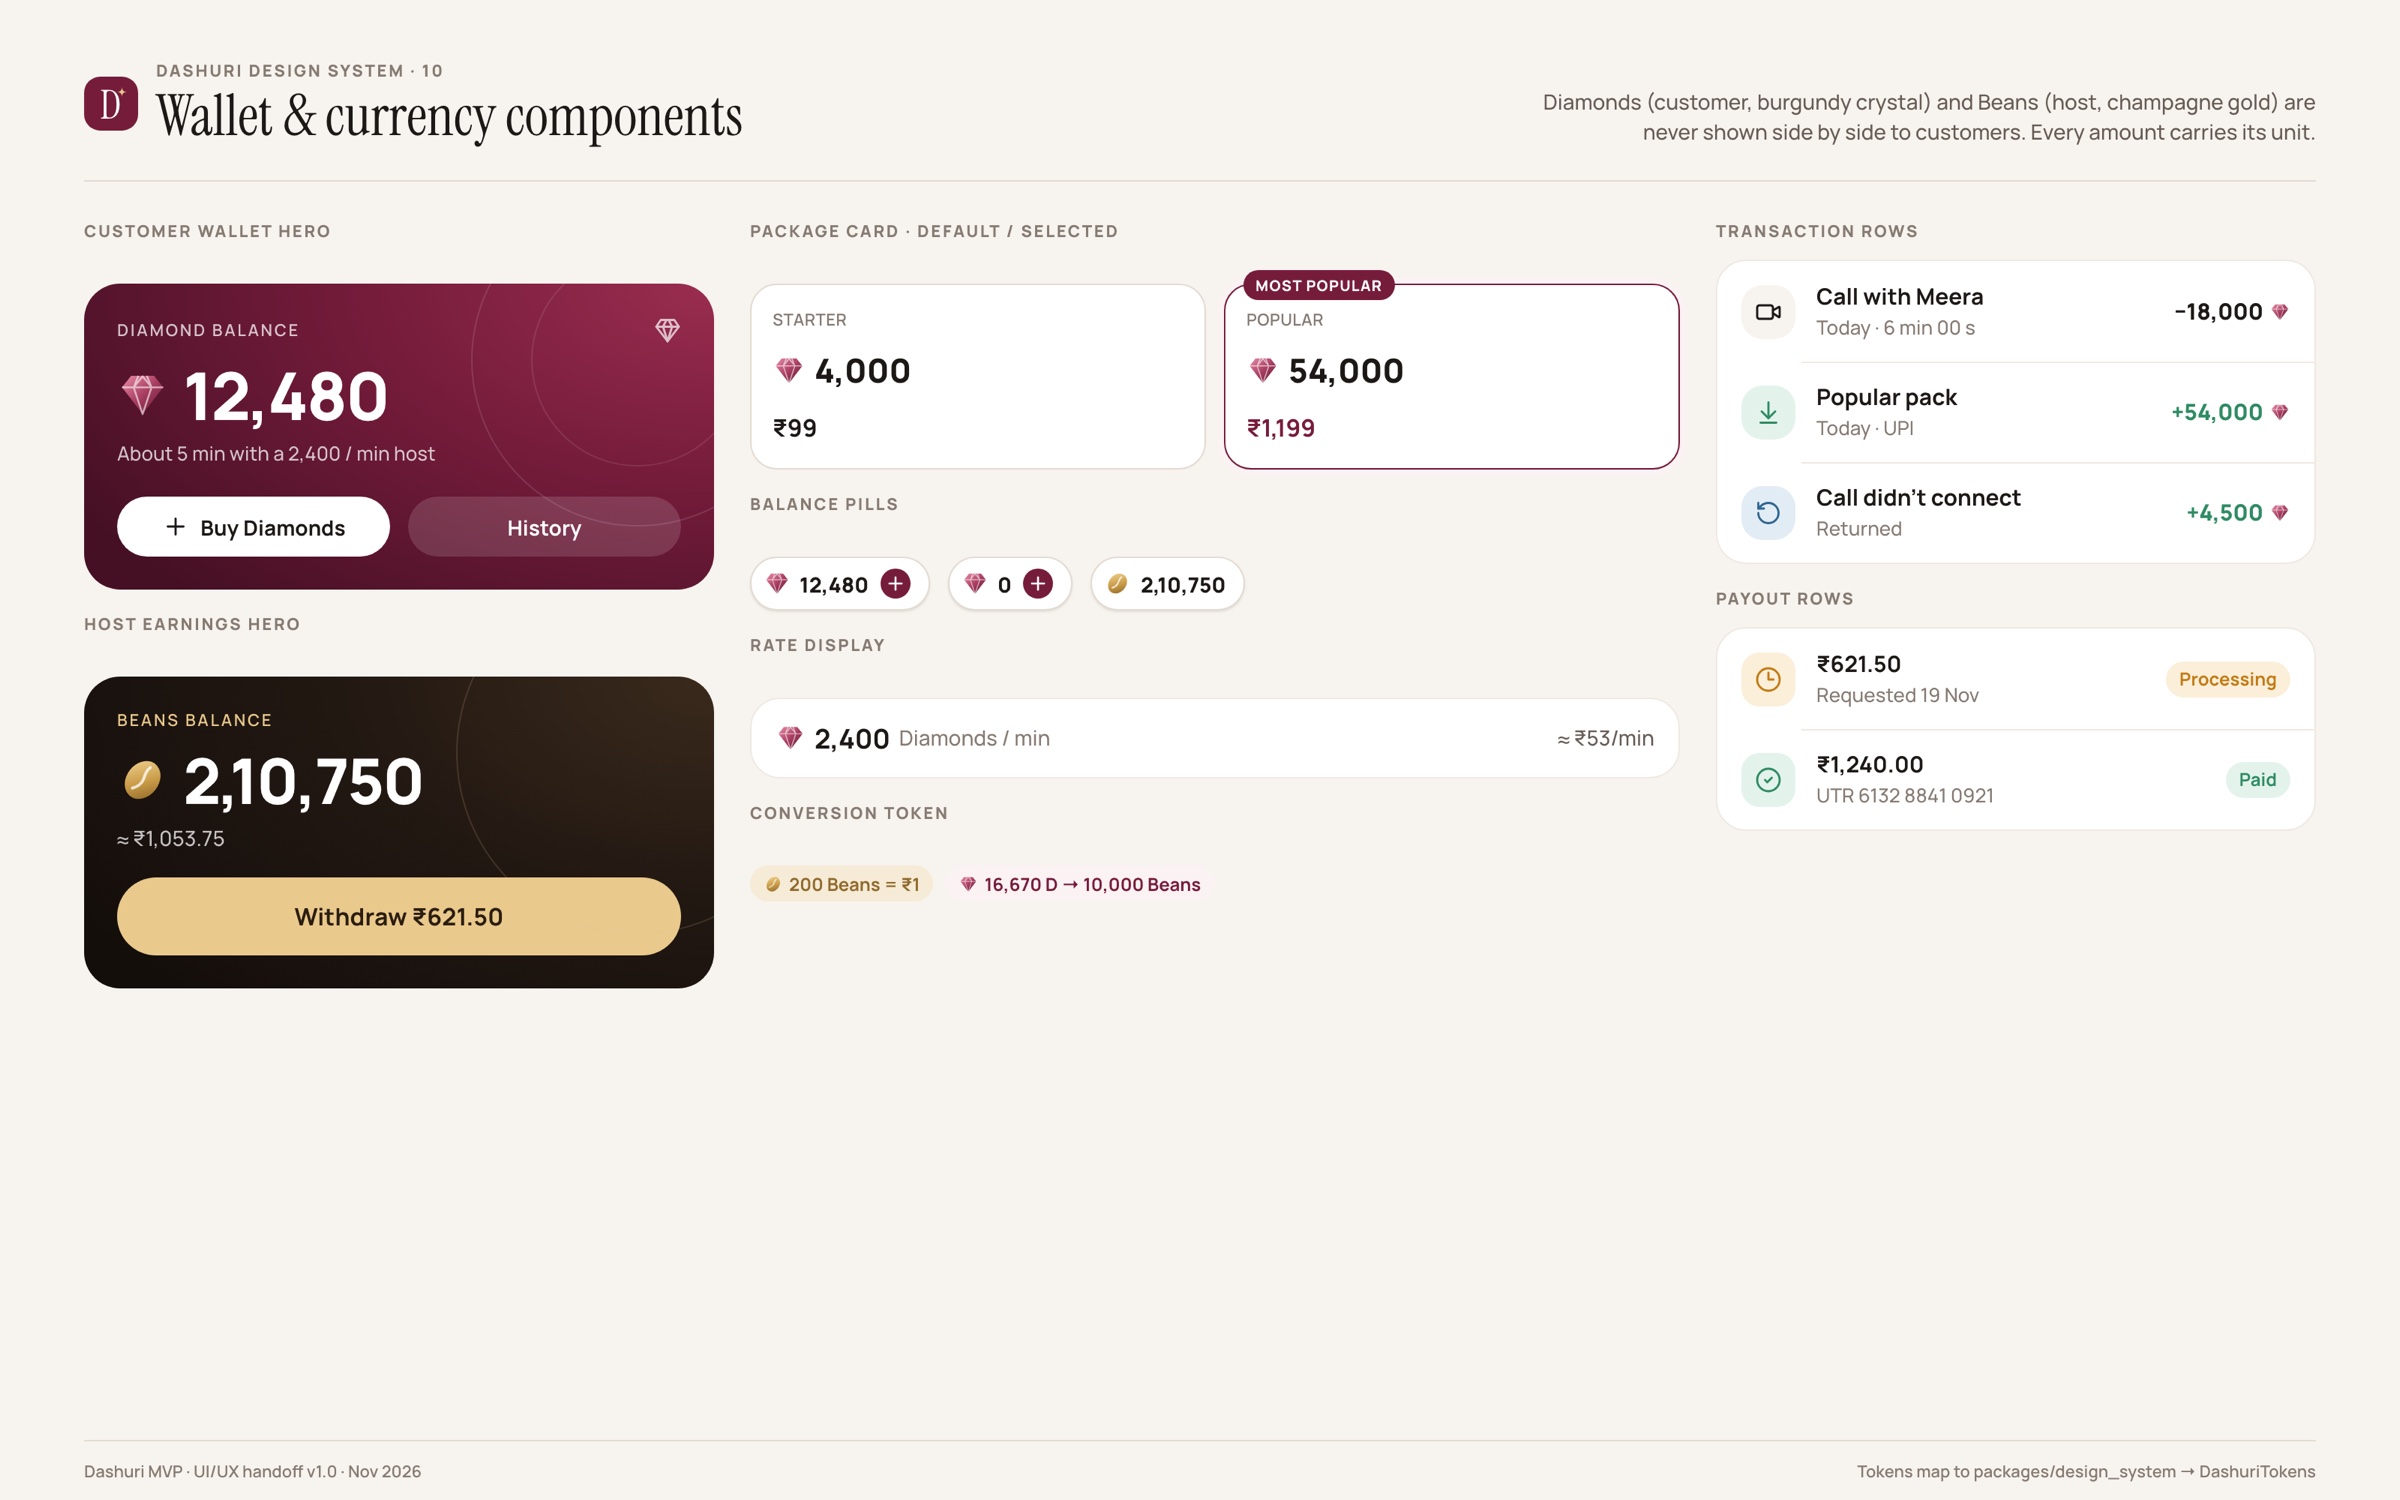 DASHURI DESIGN SYSTEM · 10
D
Wallet & currency components
Diamonds (customer, burgundy crystal) and Beans (host, champagne gold) are
never shown side by side to customers. Every amount carries its unit.
CUSTOMER WALLET HERO
DIAMOND BALANCE
12,480
About 5 min with a 2,400 / min host
+ Buy Diamonds
History
HOST EARNINGS HERO
BEANS BALANCE
2,10,750
≈ ₹1,053.75
Withdraw ₹621.50
PACKAGE CARD · DEFAULT / SELECTED
STARTER
4,000
₹99
MOST POPULAR
POPULAR
54,000
₹1,199
BALANCE PILLS
12,480 +
0 +
2,10,750
RATE DISPLAY
2,400 Diamonds / min
≈ ₹53/min
CONVERSION TOKEN
200 Beans = ₹1
16,670 D → 10,000 Beans
TRANSACTION ROWS
Call with Meera
Today · 6 min 00 s
−18,000
Popular pack
Today · UPI
+54,000
Call didn’t connect
Returned
+4,500
PAYOUT ROWS
₹621.50
Requested 19 Nov
Processing
₹1,240.00
UTR 6132 8841 0921
Paid
Dashuri MVP · UI/UX handoff v1.0 · Nov 2026
Tokens map to packages/design_system → DashuriTokens